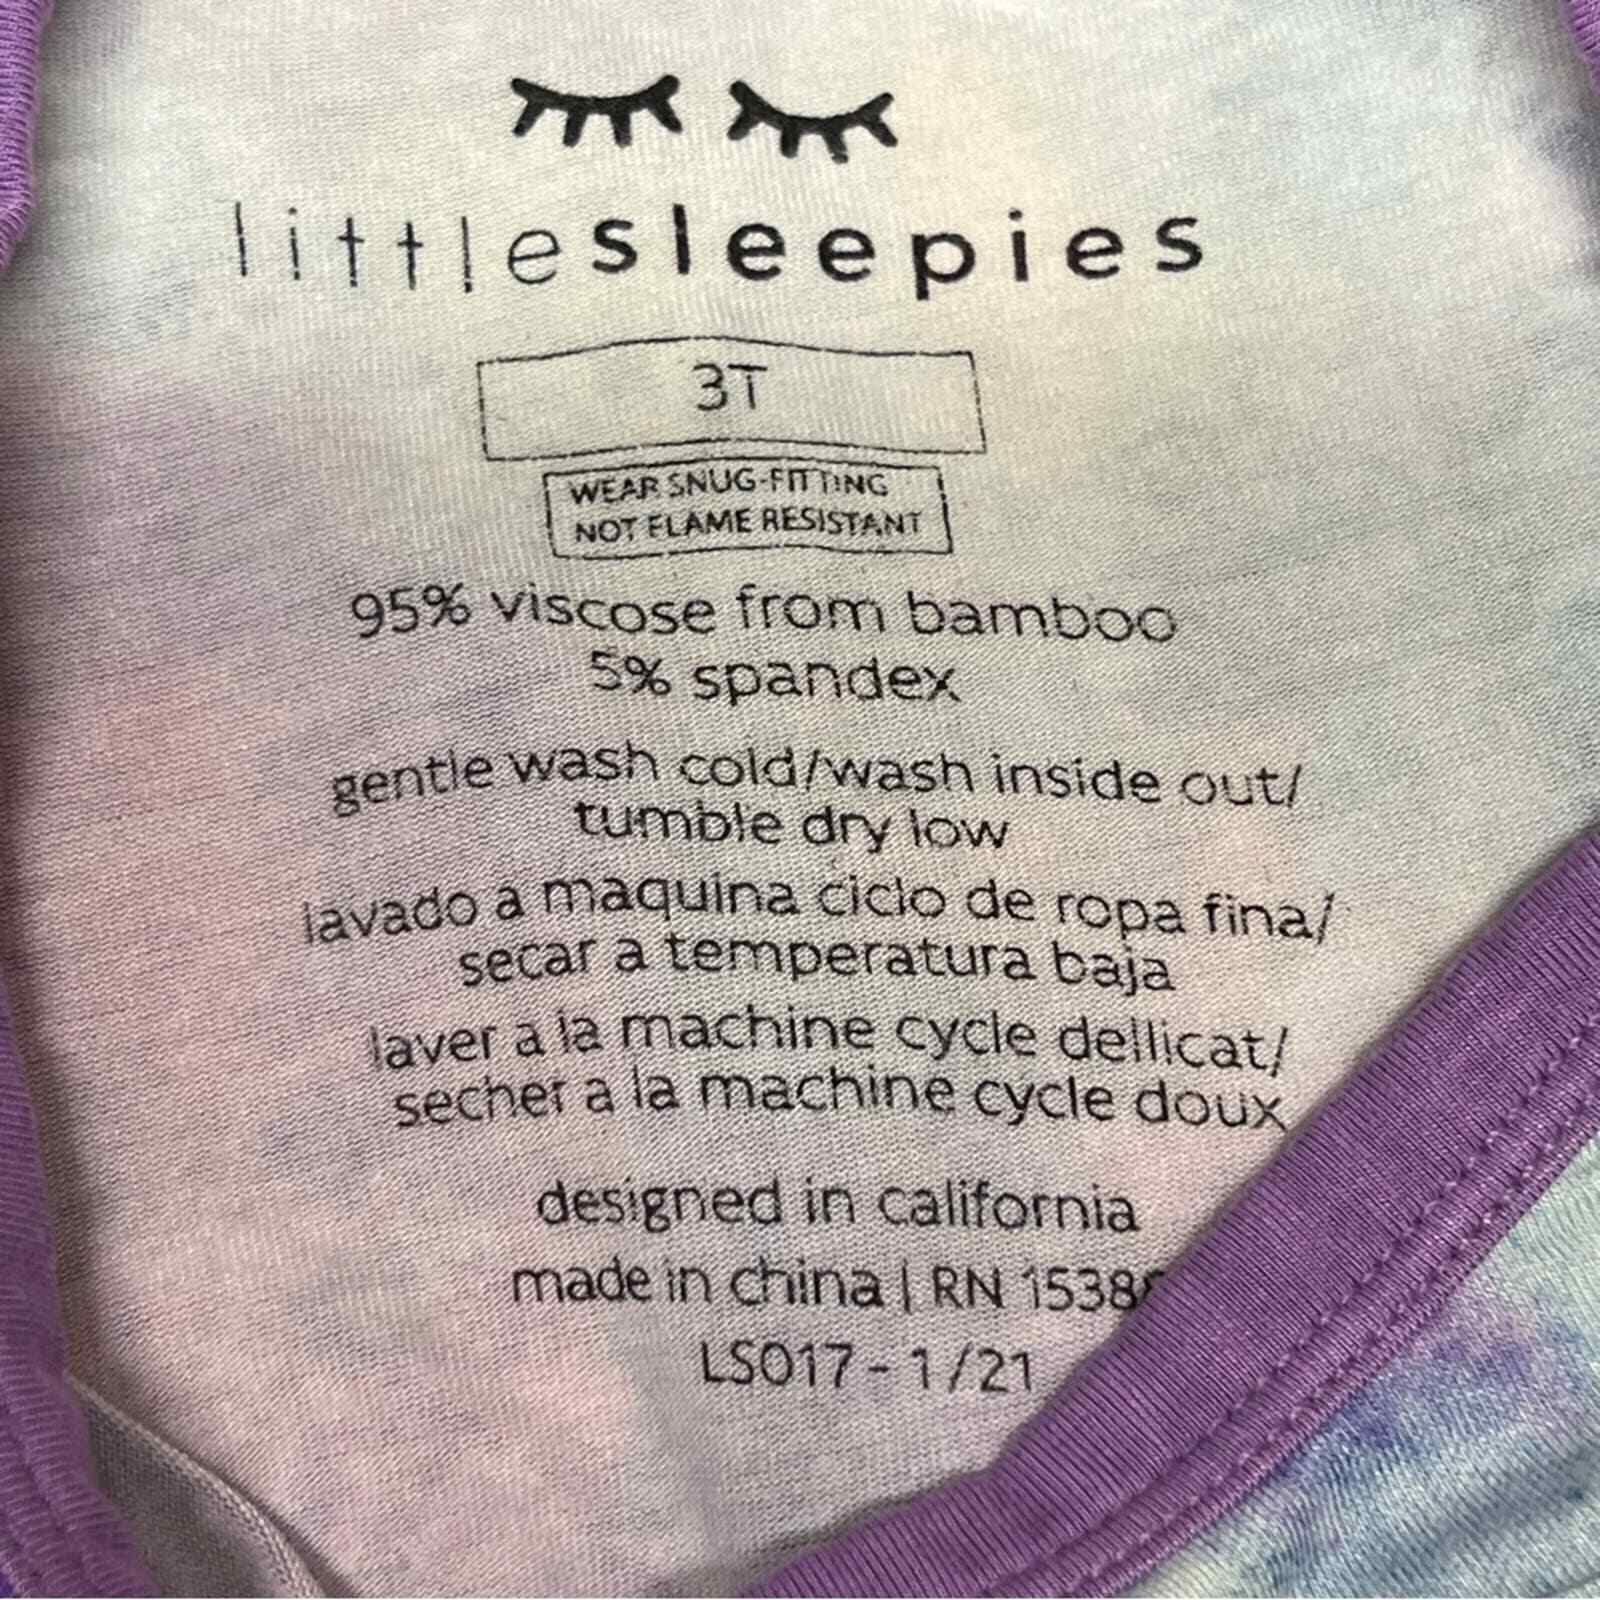 littlesleepies
3T
WEAR SNUG-FITTING
NOT FLAME RESISTANT
95% viscose from bamboo
5% spandex
gentle wash cold/wash inside out/
tumble dry low
lavado a maquina ciclo de ropa fina/
secar a temperatura baja
laver a la machine cycle dellicat/
secher a la machine cycle doux
designed in california
made in china | RN
LS017 - 1/21